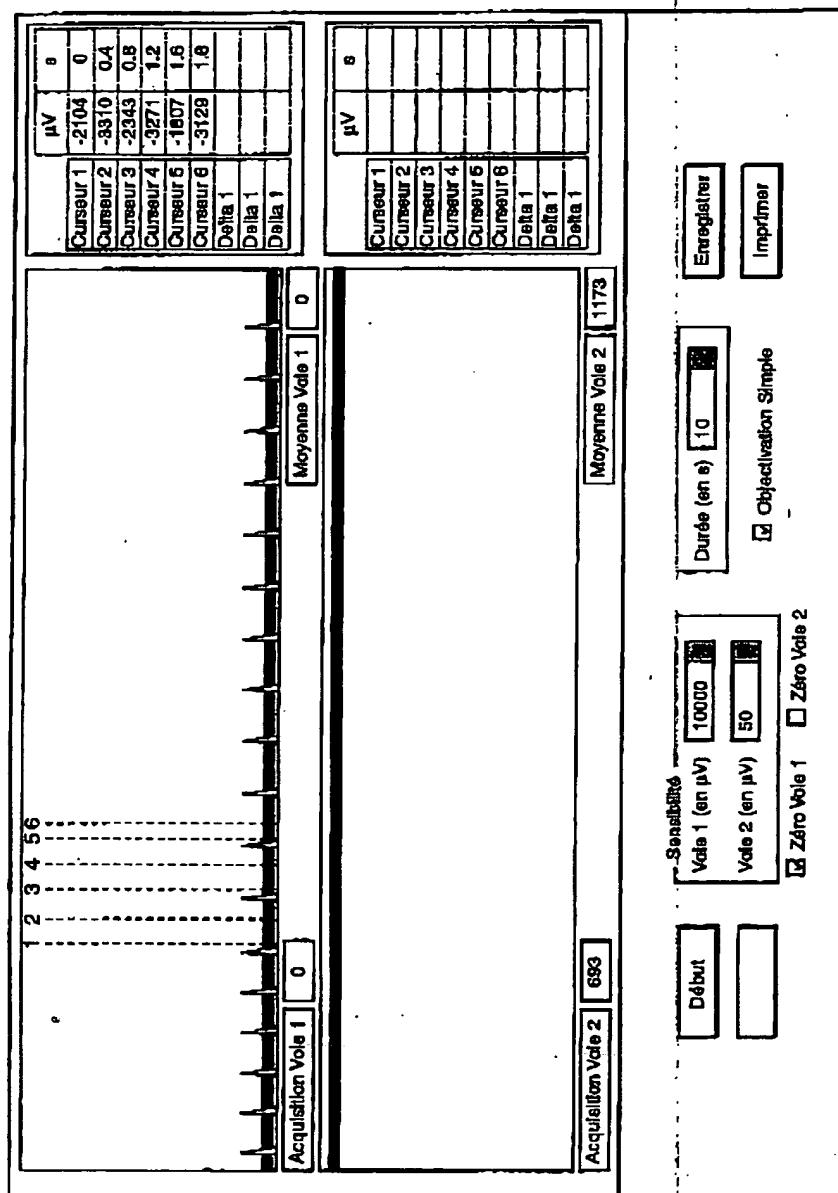 1 2 3 4 5 6
µV s
Curseur 1 -2104 0
Curseur 2 -3310 0.4
Curseur 3 -2343 0.8
Curseur 4 -3271 1.2
Curseur 5 -1807 1.6
Curseur 6 -3129 1.8
Delta 1
Delta 1
Delta 1
Acquisition Voie 1 0 Moyenne Voie 1 0
µV s
Curseur 1
Curseur 2
Curseur 3
Curseur 4
Curseur 5
Curseur 6
Delta 1
Delta 1
Delta 1
Acquisition Voie 2 693 Moyenne Voie 2 1173
Début
Sensibilité
Voie 1 (en µV) 10000
Voie 2 (en µV) 50
Zéro Voie 1 Zéro Voie 2
Durée (en s) 10
Objectivation Simple
Enregistrer
Imprimer